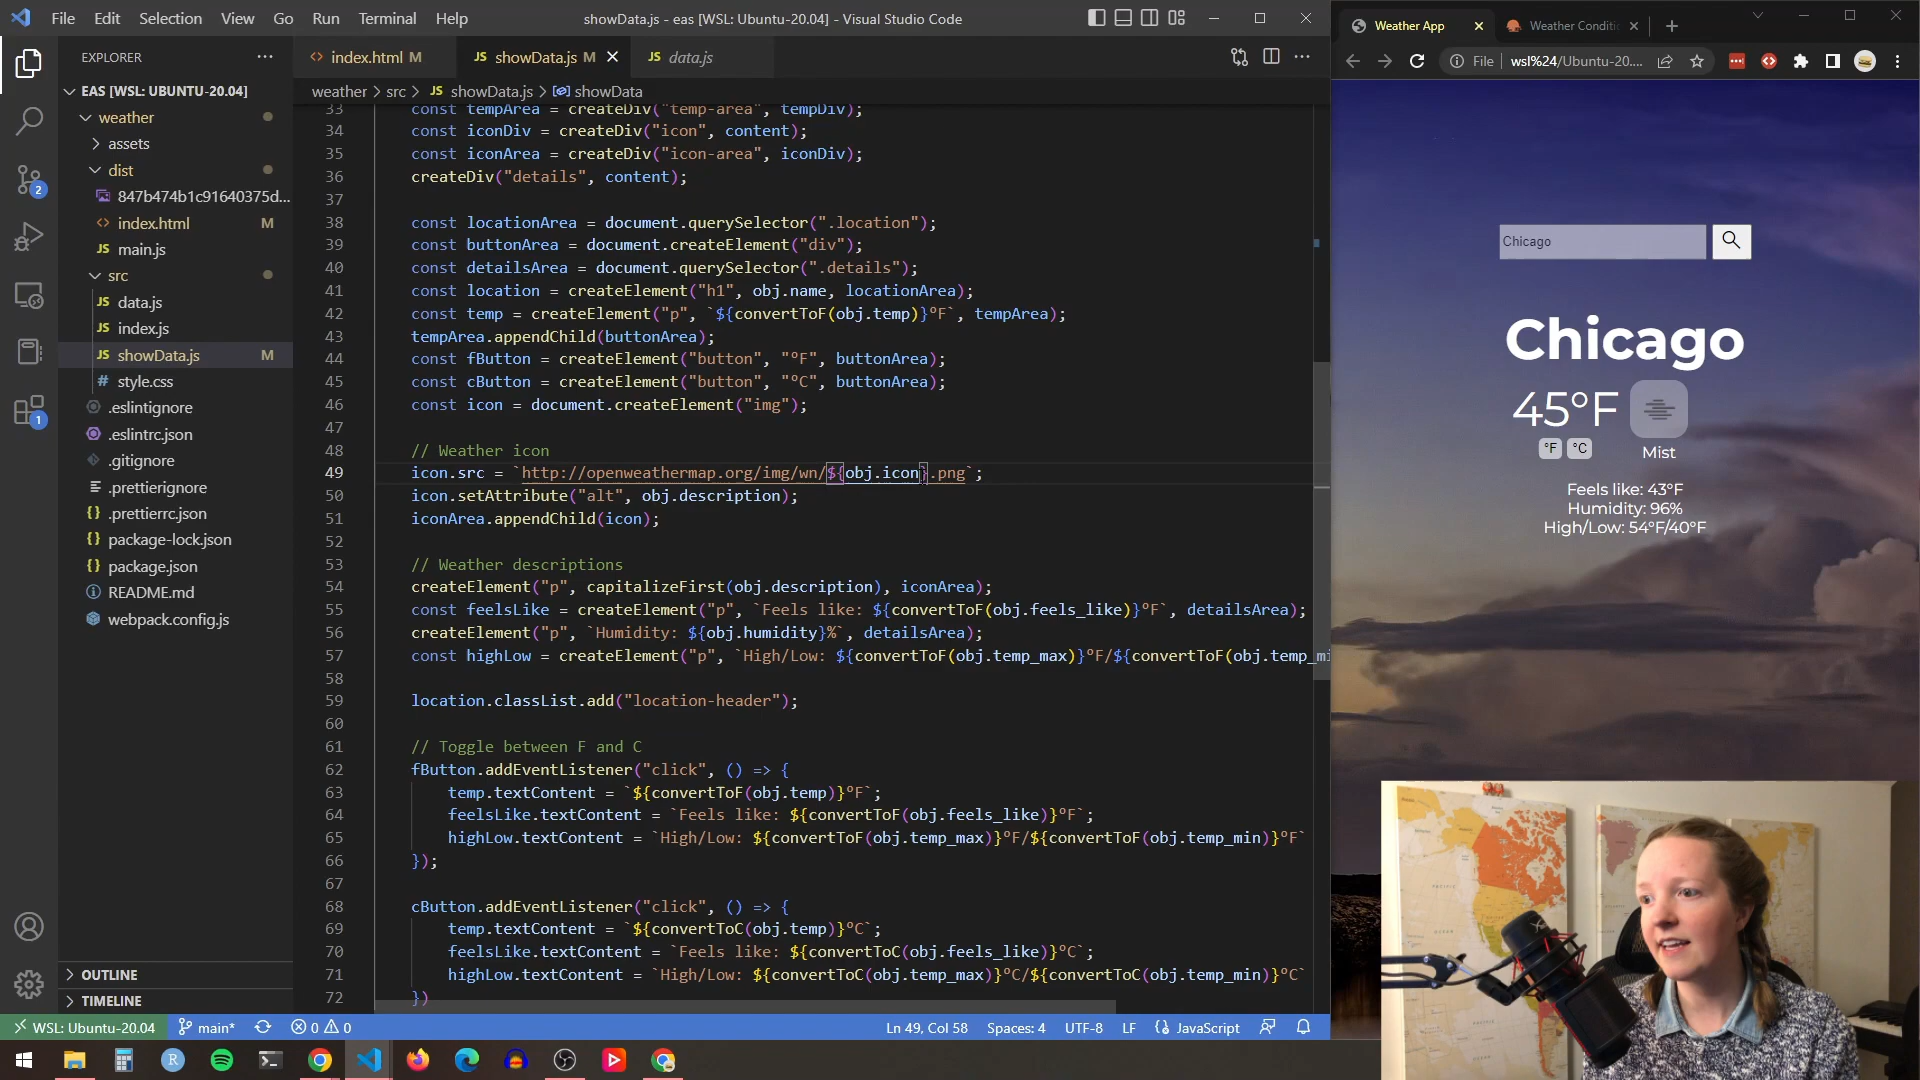 File Edit Selection View Go Run Terminal Help
showData.js - eas [WSL: Ubuntu-20.04] - Visual Studio Code
EXPLORER
EAS [WSL: UBUNTU-20.04]
weather
assets
dist
847b474b1c91640375d...
index.html M
main.js
src
data.js
index.js
showData.js M
style.css
.eslintignore
.eslintrc.json
.gitignore
.prettierignore
.prettierrc.json
package-lock.json
package.json
README.md
webpack.config.js
OUTLINE
TIMELINE
2
1
index.html M
JS showData.js M
JS data.js
weather > src > JS showData.js > showData
33 const tempArea = createDiv("temp-area", tempDiv);
34 const iconDiv = createDiv("icon", content);
35 const iconArea = createDiv("icon-area", iconDiv);
36 createDiv("details", content);
37
38 const locationArea = document.querySelector(".location");
39 const buttonArea = document.createElement("div");
40 const detailsArea = document.querySelector(".details");
41 const location = createElement("h1", obj.name, locationArea);
42 const temp = createElement("p", `${convertToF(obj.temp)}°F`, tempArea);
43 tempArea.appendChild(buttonArea);
44 const fButton = createElement("button", "°F", buttonArea);
45 const cButton = createElement("button", "°C", buttonArea);
46 const icon = document.createElement("img");
47
48 // Weather icon
49 icon.src = `http://openweathermap.org/img/wn/${obj.icon}.png`;
50 icon.setAttribute("alt", obj.description);
51 iconArea.appendChild(icon);
52
53 // Weather descriptions
54 createElement("p", capitalizeFirst(obj.description), iconArea);
55 const feelsLike = createElement("p", `Feels like: ${convertToF(obj.feels_like)}°F`, detailsArea);
56 createElement("p", `Humidity: ${obj.humidity}%`, detailsArea);
57 const highLow = createElement("p", `High/Low: ${convertToF(obj.temp_max)}°F/${convertToF(obj.temp_mi
58
59 location.classList.add("location-header");
60
61 // Toggle between F and C
62 fButton.addEventListener("click", () => {
63 temp.textContent = `${convertToF(obj.temp)}°F`;
64 feelsLike.textContent = `Feels like: ${convertToF(obj.feels_like)}°F`;
65 highLow.textContent = `High/Low: ${convertToF(obj.temp_max)}°F/${convertToF(obj.temp_min)}°F`
66 });
67
68 cButton.addEventListener("click", () => {
69 temp.textContent = `${convertToC(obj.temp)}°C`;
70 feelsLike.textContent = `Feels like: ${convertToC(obj.feels_like)}°C`;
71 highLow.textContent = `High/Low: ${convertToC(obj.temp_max)}°C/${convertToC(obj.temp_min)}°C`
72 })
WSL: Ubuntu-20.04 main* 0 0 Ln 49, Col 58 Spaces: 4 UTF-8 LF JavaScript
Weather App
Weather Conditi
File wsl%24/Ubuntu-20....
Chicago
Chicago
45°F
°F °C
Mist
Feels like: 43°F
Humidity: 96%
High/Low: 54°F/40°F